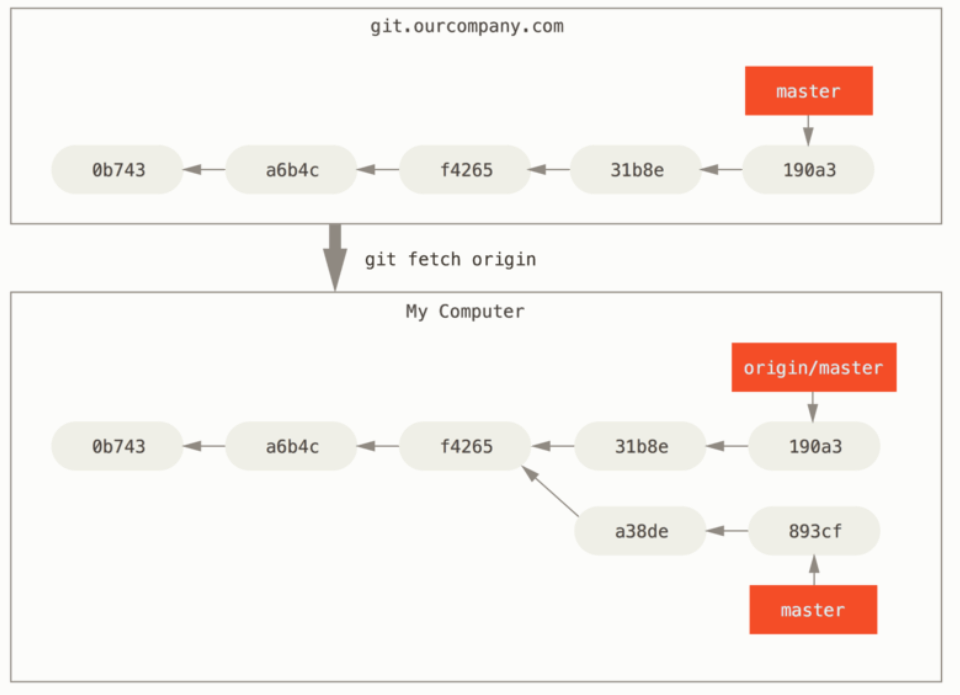 git.ourcompany.com
master
0b743
a6b4c
f4265
31b8e
190a3
git fetch origin
My Computer
origin/master
0b743
a6b4c
f4265
31b8e
190a3
a38de
893cf
master